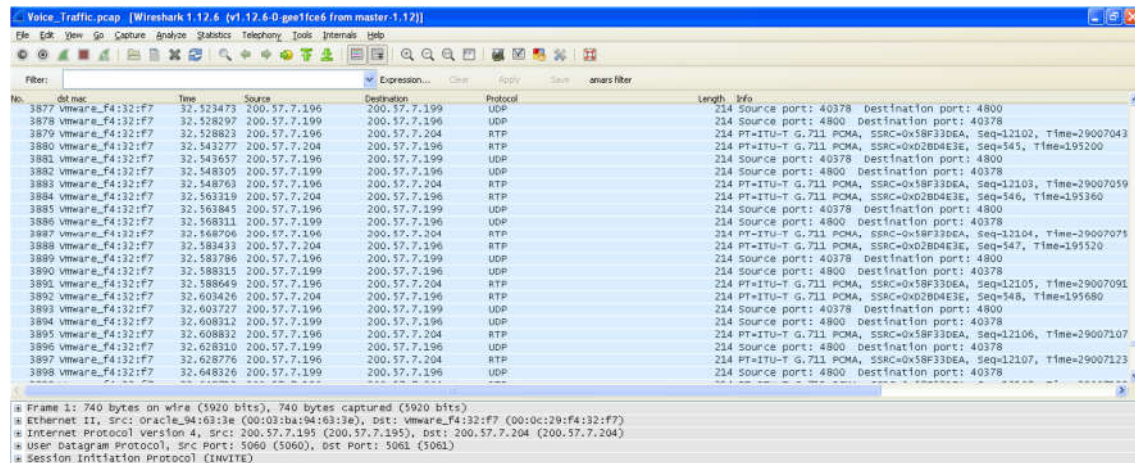 Voice_Traffic.pcap [Wireshark 1.12.6 (v1.12.6-0-gee1fce6 from master-1.12)]
File Edit View Go Capture Analyze Statistics Telephony Tools Internals Help
Filter: Expression... Clear Apply Save amars filter
No. dst mac Time Source Destination Protocol Length Info
3877 Vmware_f4:32:f7 32.523473 200.57.7.196 200.57.7.199 UDP 214 Source port: 40378 Destination port: 4800
3878 Vmware_f4:32:f7 32.528297 200.57.7.199 200.57.7.196 UDP 214 Source port: 4800 Destination port: 40378
3879 Vmware_f4:32:f7 32.528823 200.57.7.196 200.57.7.204 RTP 214 PT=ITU-T G.711 PCMA, SSRC=0x58F33DEA, Seq=12102, Time=29007043
3880 Vmware_f4:32:f7 32.543277 200.57.7.204 200.57.7.196 RTP 214 PT=ITU-T G.711 PCMA, SSRC=0xD2BD4E3E, Seq=545, Time=195200
3881 Vmware_f4:32:f7 32.543657 200.57.7.196 200.57.7.199 UDP 214 Source port: 40378 Destination port: 4800
3882 Vmware_f4:32:f7 32.548305 200.57.7.199 200.57.7.196 UDP 214 Source port: 4800 Destination port: 40378
3883 Vmware_f4:32:f7 32.548763 200.57.7.196 200.57.7.204 RTP 214 PT=ITU-T G.711 PCMA, SSRC=0x58F33DEA, Seq=12103, Time=29007059
3884 Vmware_f4:32:f7 32.563319 200.57.7.204 200.57.7.196 RTP 214 PT=ITU-T G.711 PCMA, SSRC=0xD2BD4E3E, Seq=546, Time=195360
3885 Vmware_f4:32:f7 32.563845 200.57.7.196 200.57.7.199 UDP 214 Source port: 40378 Destination port: 4800
3886 Vmware_f4:32:f7 32.568311 200.57.7.199 200.57.7.196 UDP 214 Source port: 4800 Destination port: 40378
3887 Vmware_f4:32:f7 32.568706 200.57.7.196 200.57.7.204 RTP 214 PT=ITU-T G.711 PCMA, SSRC=0x58F33DEA, Seq=12104, Time=29007075
3888 Vmware_f4:32:f7 32.583433 200.57.7.204 200.57.7.196 RTP 214 PT=ITU-T G.711 PCMA, SSRC=0xD2BD4E3E, Seq=547, Time=195520
3889 Vmware_f4:32:f7 32.583786 200.57.7.196 200.57.7.199 UDP 214 Source port: 40378 Destination port: 4800
3890 Vmware_f4:32:f7 32.588315 200.57.7.199 200.57.7.196 UDP 214 Source port: 4800 Destination port: 40378
3891 Vmware_f4:32:f7 32.588649 200.57.7.196 200.57.7.204 RTP 214 PT=ITU-T G.711 PCMA, SSRC=0x58F33DEA, Seq=12105, Time=29007091
3892 Vmware_f4:32:f7 32.603426 200.57.7.204 200.57.7.196 RTP 214 PT=ITU-T G.711 PCMA, SSRC=0xD2BD4E3E, Seq=548, Time=195680
3893 Vmware_f4:32:f7 32.603727 200.57.7.196 200.57.7.199 UDP 214 Source port: 40378 Destination port: 4800
3894 Vmware_f4:32:f7 32.608312 200.57.7.199 200.57.7.196 UDP 214 Source port: 4800 Destination port: 40378
3895 Vmware_f4:32:f7 32.608832 200.57.7.196 200.57.7.204 RTP 214 PT=ITU-T G.711 PCMA, SSRC=0x58F33DEA, Seq=12106, Time=29007107
3896 Vmware_f4:32:f7 32.628310 200.57.7.199 200.57.7.196 UDP 214 Source port: 4800 Destination port: 40378
3897 Vmware_f4:32:f7 32.628776 200.57.7.196 200.57.7.204 RTP 214 PT=ITU-T G.711 PCMA, SSRC=0x58F33DEA, Seq=12107, Time=29007123
3898 Vmware_f4:32:f7 32.648326 200.57.7.199 200.57.7.196 UDP 214 Source port: 4800 Destination port: 40378
Frame 1: 740 bytes on wire (5920 bits), 740 bytes captured (5920 bits)
Ethernet II, Src: Oracle_94:63:3e (00:03:ba:94:63:3e), Dst: Vmware_f4:32:f7 (00:0c:29:f4:32:f7)
Internet Protocol Version 4, Src: 200.57.7.195 (200.57.7.195), Dst: 200.57.7.204 (200.57.7.204)
User Datagram Protocol, Src Port: 5060 (5060), Dst Port: 5061 (5061)
Session Initiation Protocol (INVITE)